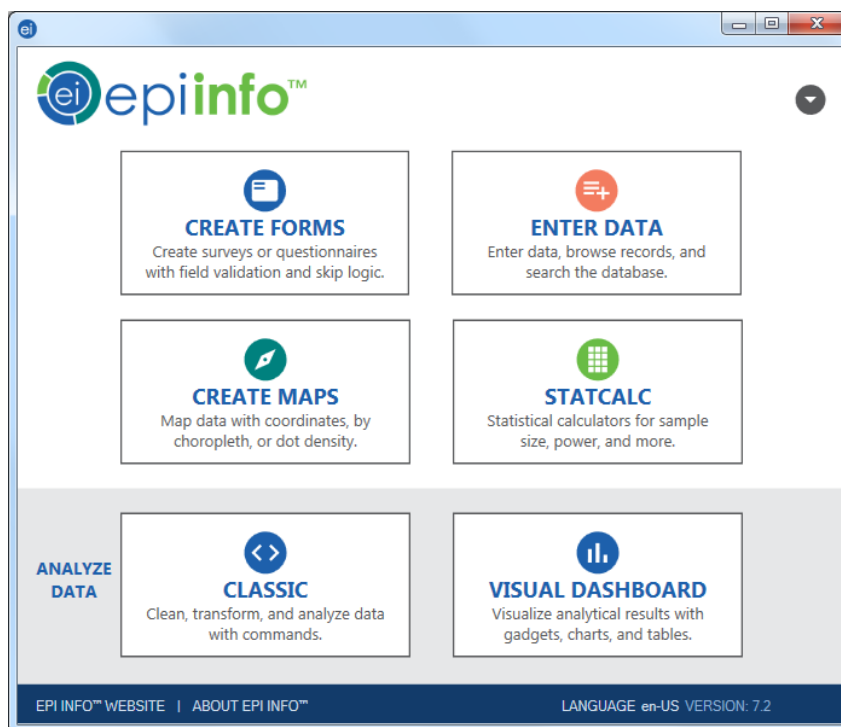 ei
ei epiinfo™
CREATE FORMS
Create surveys or questionnaires
with field validation and skip logic.
ENTER DATA
Enter data, browse records, and
search the database.
CREATE MAPS
Map data with coordinates, by
choropleth, or dot density.
STATCALC
Statistical calculators for sample
size, power, and more.
ANALYZE
DATA
CLASSIC
Clean, transform, and analyze data
with commands.
VISUAL DASHBOARD
Visualize analytical results with
gadgets, charts, and tables.
EPI INFO™ WEBSITE | ABOUT EPI INFO™ LANGUAGE en-US VERSION: 7.2